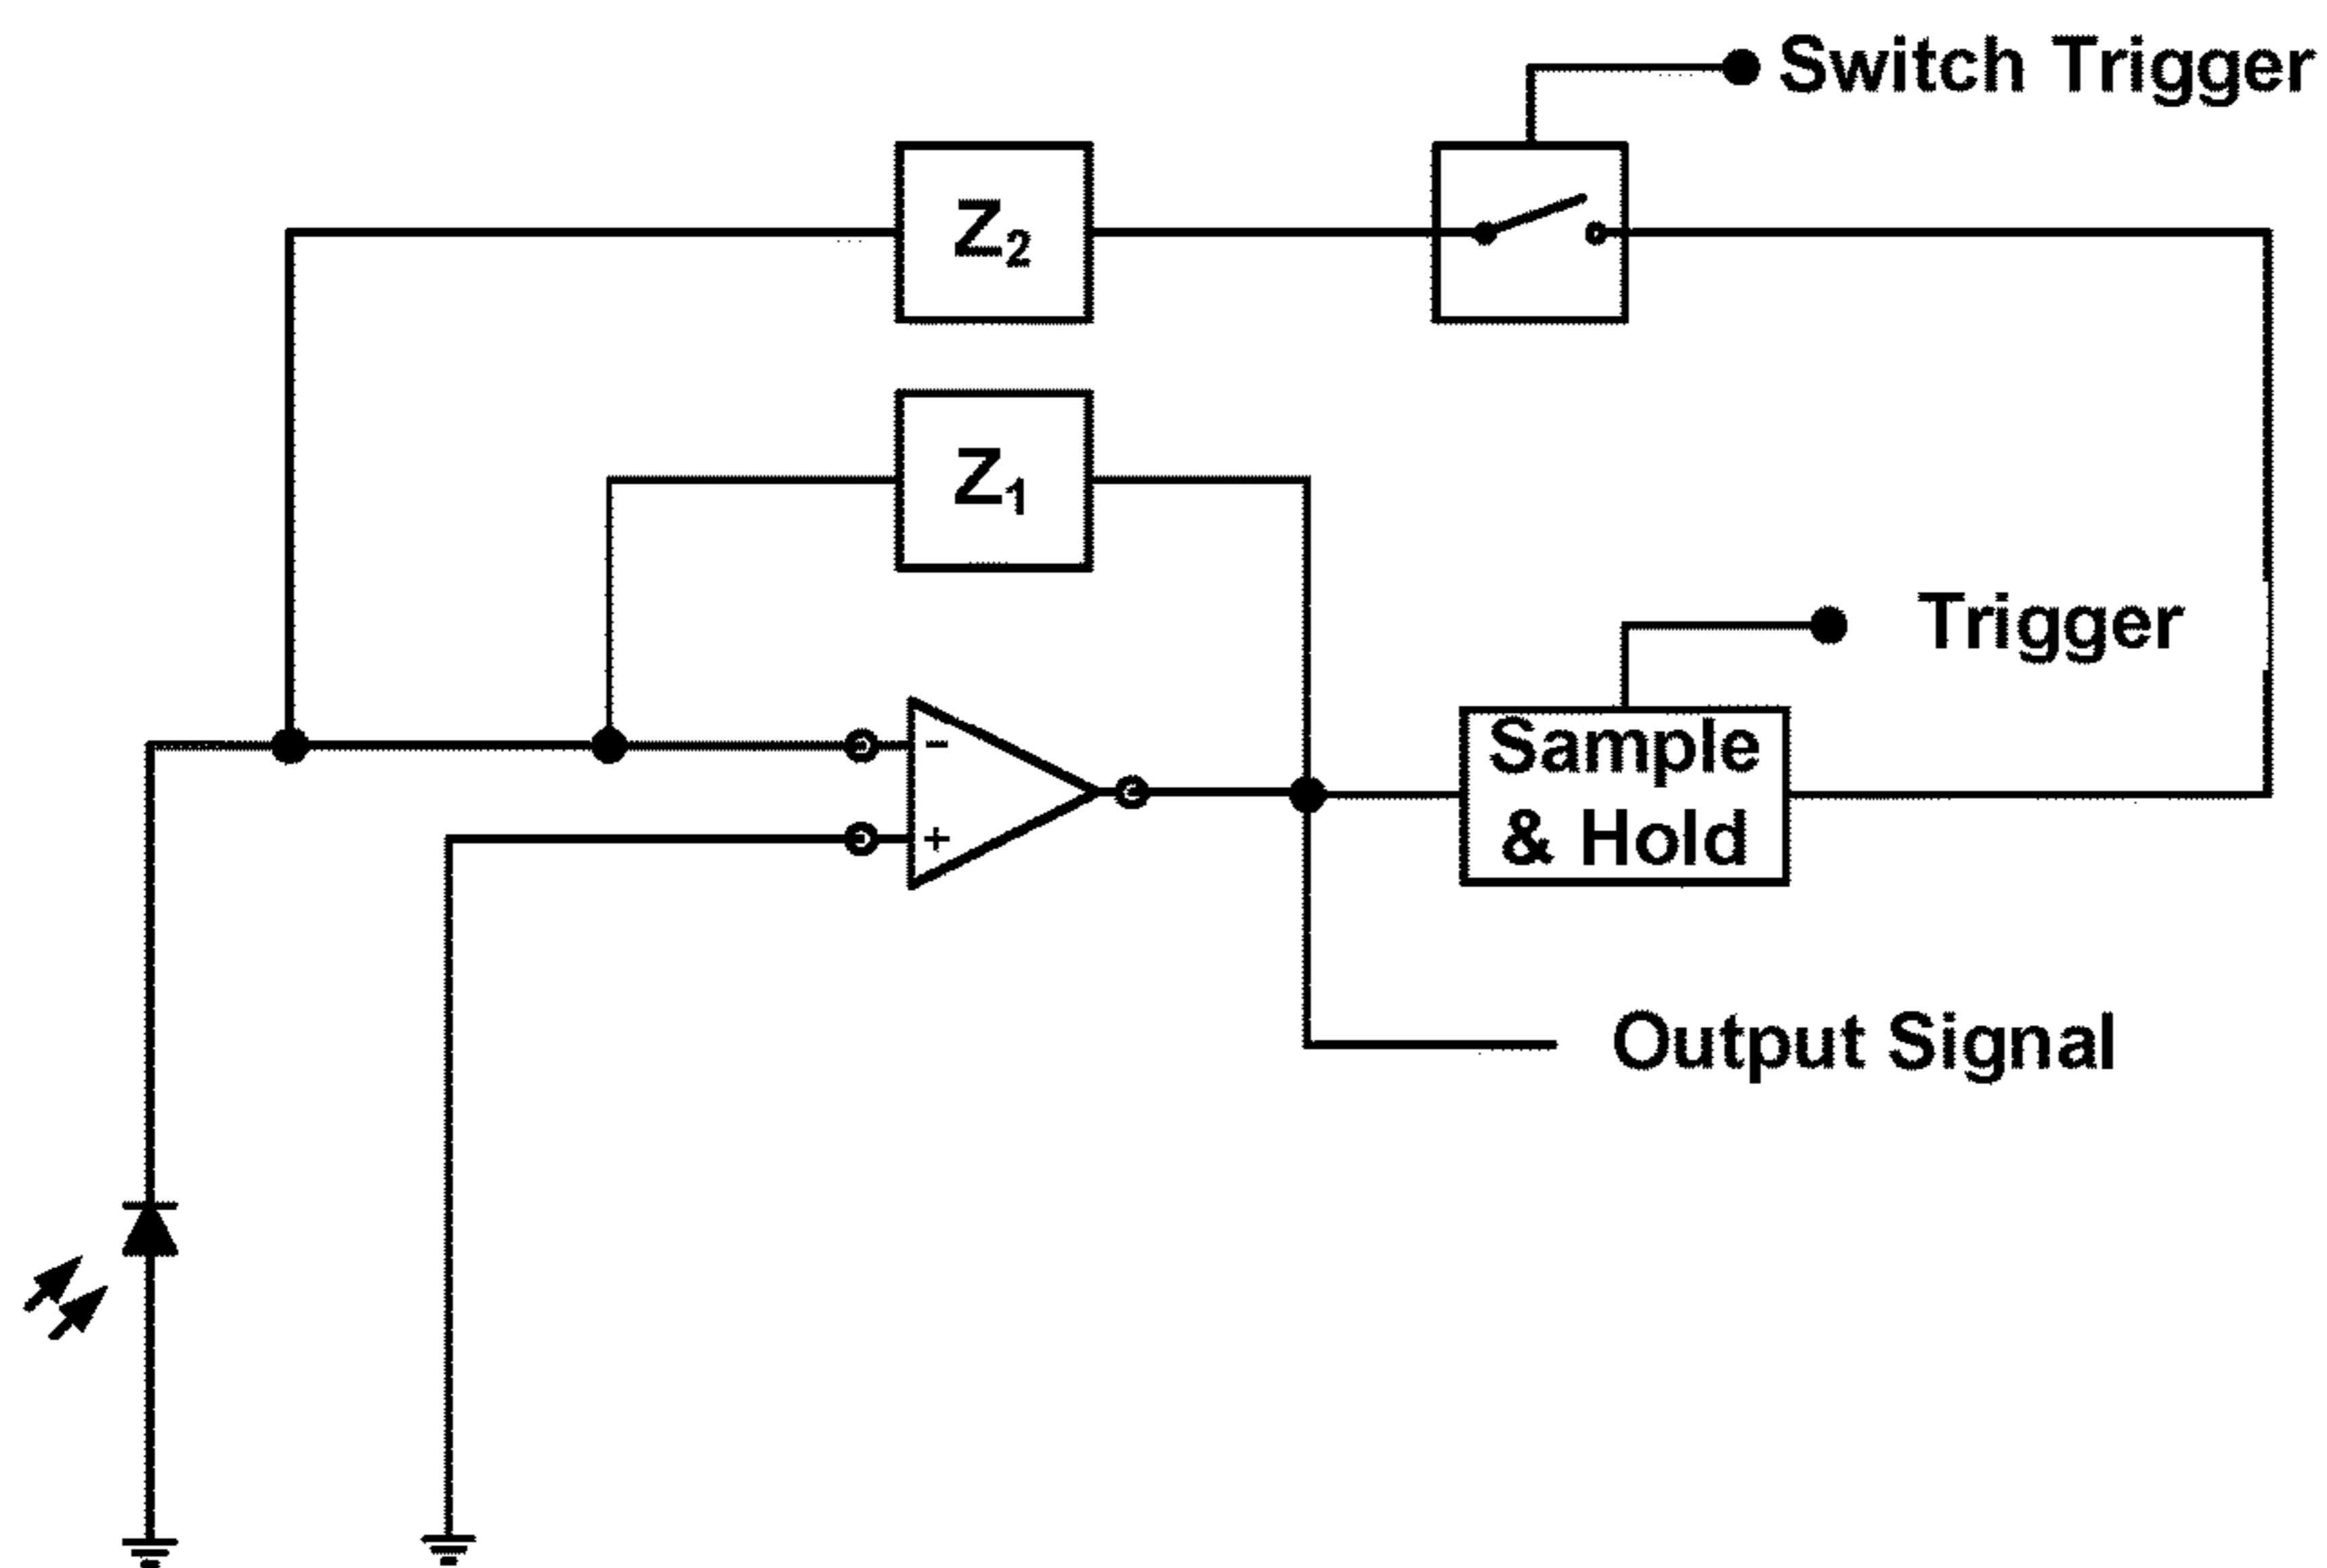 Switch Trigger
Z₂
Z₁
Trigger
-
+
Sample
& Hold
Output Signal